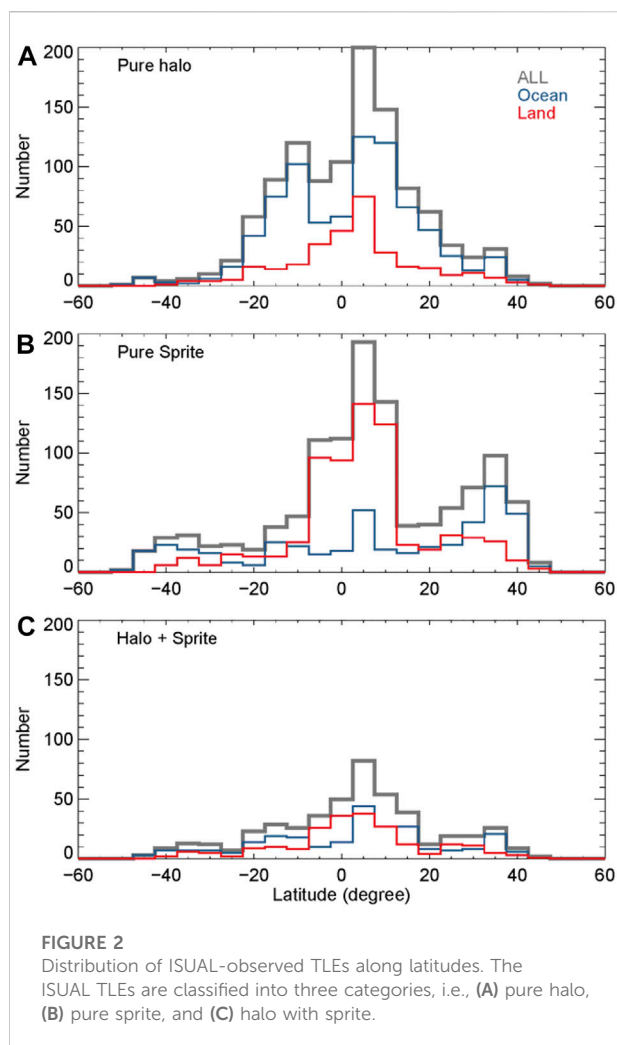 A
Pure halo
ALL
Ocean
Land
Number
200
150
100
50
0
−60 −40 −20 0 20 40 60
B
Pure Sprite
Number
200
150
100
50
0
−60 −40 −20 0 20 40 60
C
Halo + Sprite
Number
200
150
100
50
0
−60 −40 −20 0 20 40 60
Latitude (degree)
FIGURE 2
Distribution of ISUAL-observed TLEs along latitudes. The
ISUAL TLEs are classified into three categories, i.e., (A) pure halo,
(B) pure sprite, and (C) halo with sprite.